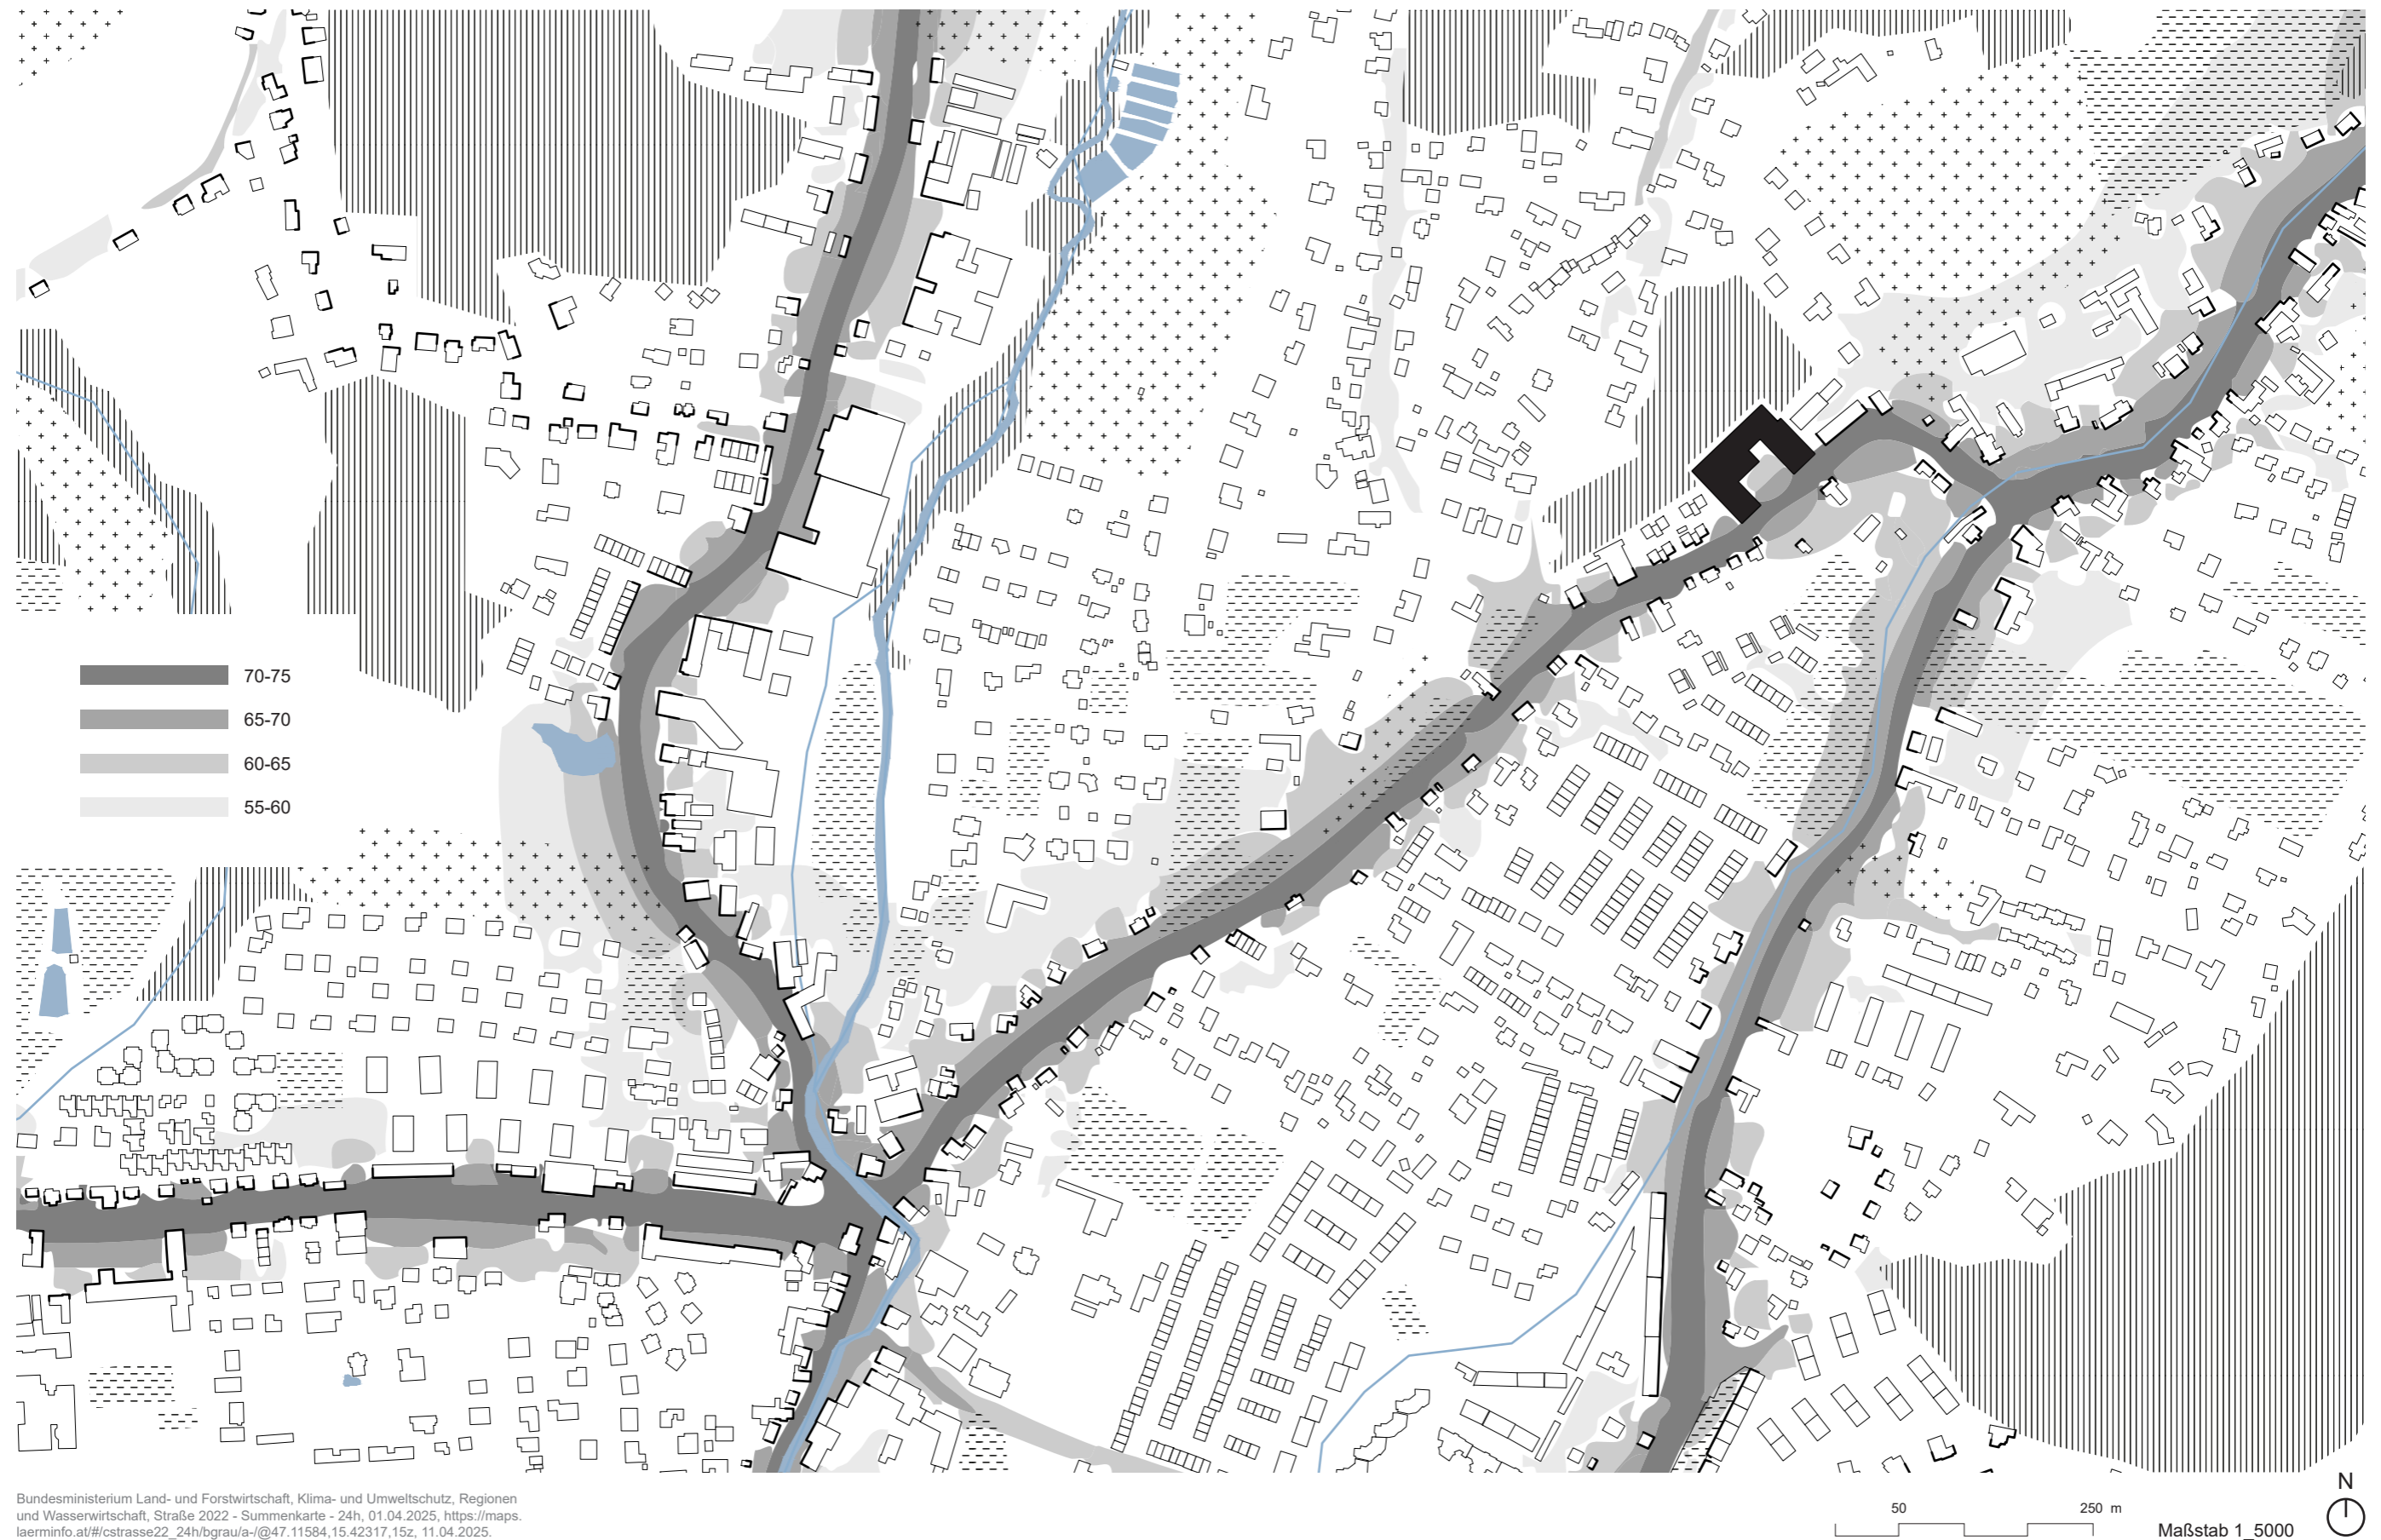 70-75
65-70
60-65
55-60
Bundesministerium Land- und Forstwirtschaft, Klima- und Umweltschutz, Regionen
und Wasserwirtschaft, Straße 2022 - Summenkarte - 24h, 01.04.2025, https://maps.
laerminfo.at/#/cstrasse22_24h/bgrau/a-/@47.11584,15.42317,15z, 11.04.2025.
50 250 m
Maßstab 1_5000
N